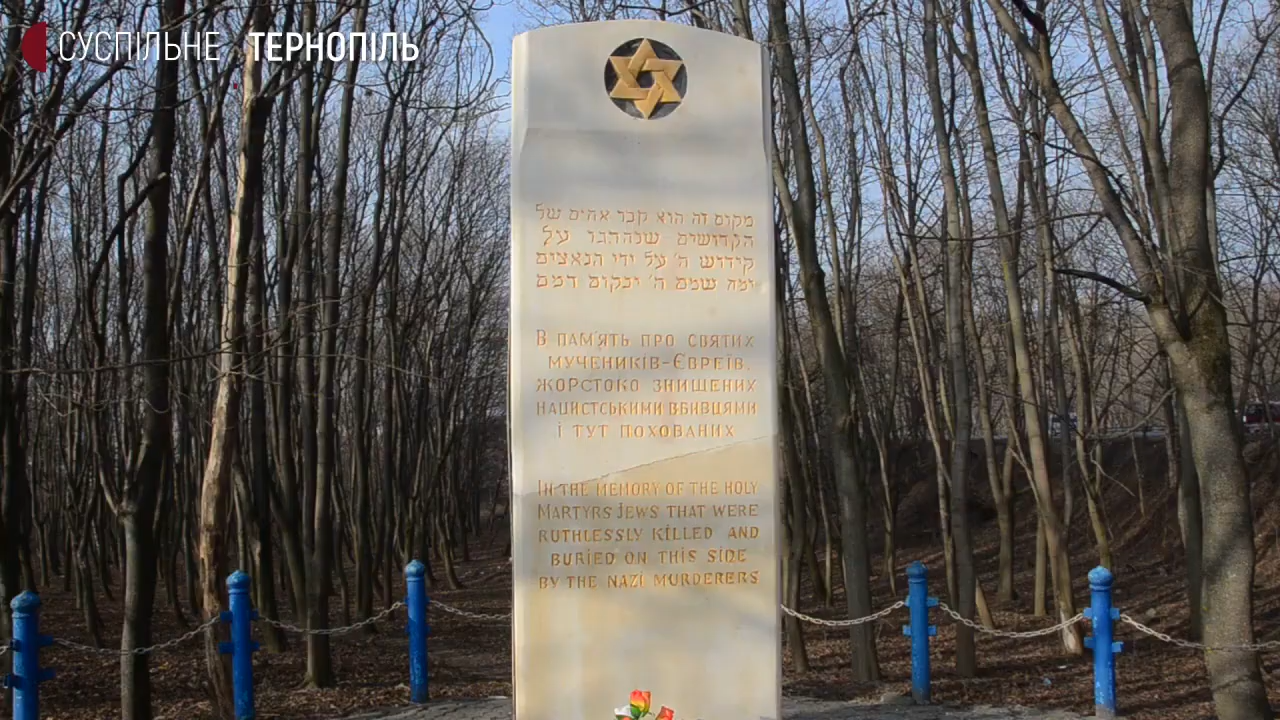 СУСПІЛЬНЕ ТЕРНОПІЛЬ
מקום זה הוא קבר אחים של
הקדושים שנהרגו על
קידוש ה' על ידי הנאצים
ימח שמם ה' ינקום דמם
В ПАМ'ЯТЬ ПРО СВЯТИХ
МУЧЕНИКІВ-ЄВРЕЇВ,
ЖОРСТОКО ЗНИЩЕНИХ
НАЦИСТСЬКИМИ ВБИВЦЯМИ
І ТУТ ПОХОВАНИХ
IN THE MEMORY OF THE HOLY
MARTYRS JEWS THAT WERE
RUTHLESSLY KILLED AND
BURIED ON THIS SIDE
BY THE NAZI MURDERERS